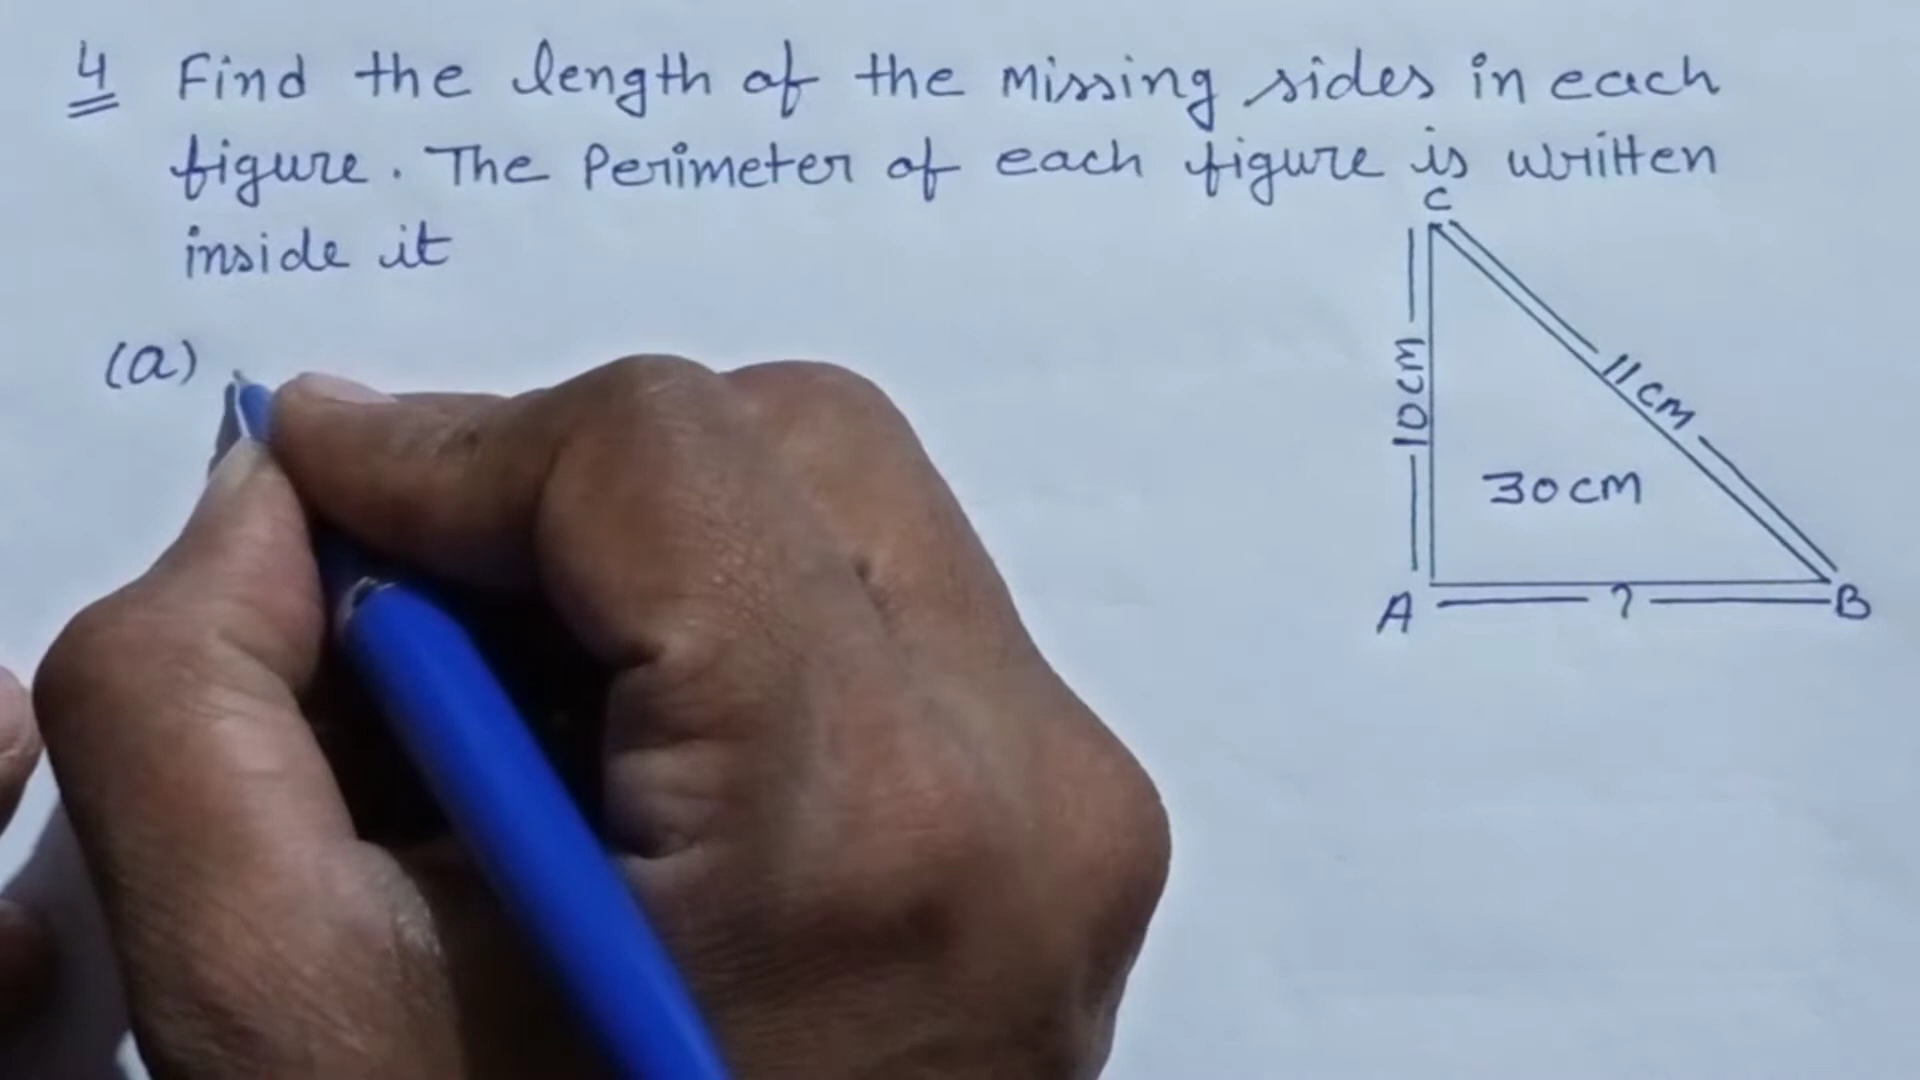 4 Find the length of the missing sides in each
figure. The Perimeter of each figure is written
inside it
(a)
C
10cm
11cm
30cm
A ? B